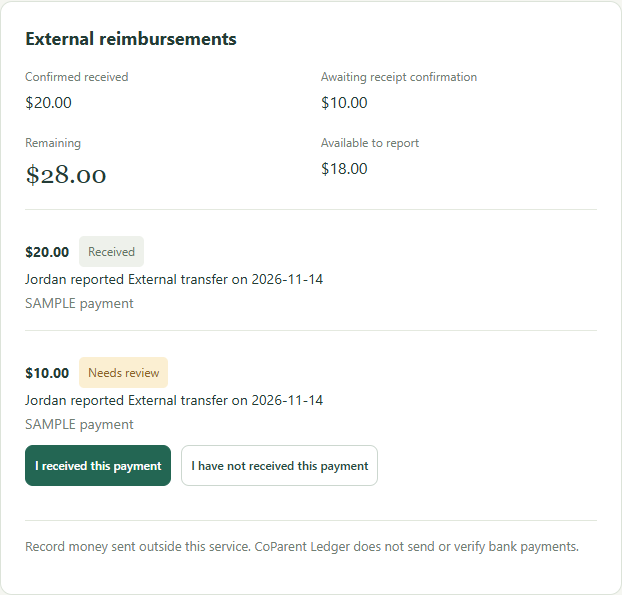 External reimbursements
Confirmed received
$20.00
Awaiting receipt confirmation
$10.00
Remaining
$28.00
Available to report
$18.00
$20.00 Received
Jordan reported External transfer on 2026-11-14
SAMPLE payment
$10.00 Needs review
Jordan reported External transfer on 2026-11-14
SAMPLE payment
I received this payment
I have not received this payment
Record money sent outside this service. CoParent Ledger does not send or verify bank payments.